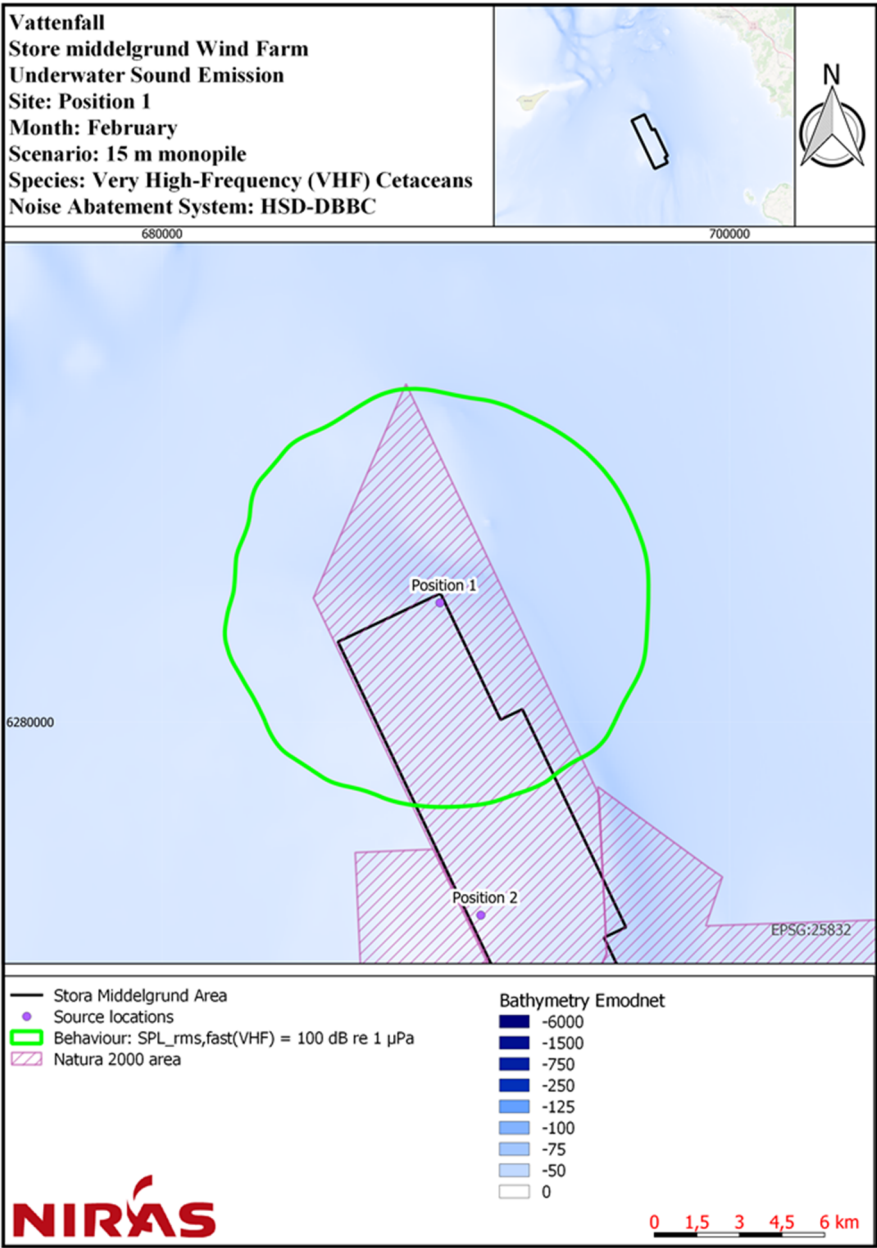 Vattenfall
Store middelgrund Wind Farm
Underwater Sound Emission
Site: Position 1
Month: February
Scenario: 15 m monopile
Species: Very High-Frequency (VHF) Cetaceans
Noise Abatement System: HSD-DBBC
N
680000
700000
Position 1
6280000
Position 2
EPSG:25832
Stora Middelgrund Area
Source locations
Behaviour: SPL_rms,fast(VHF) = 100 dB re 1 µPa
Natura 2000 area
Bathymetry Emodnet
-6000
-1500
-750
-250
-125
-100
-75
-50
0
NIRAS
0 1,5 3 4,5 6 km